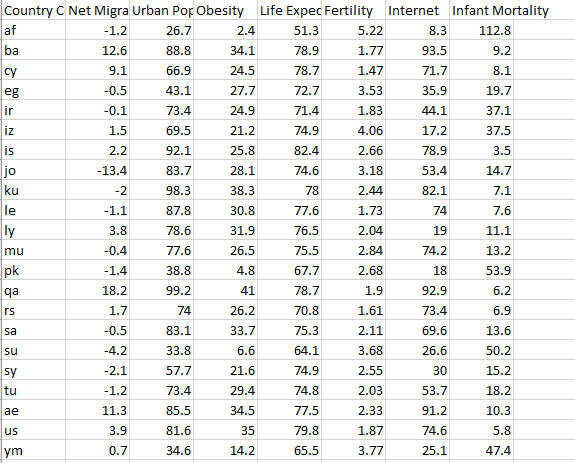 Country C Net Migra Urban Pop Obesity Life Expec Fertility Internet Infant Mortality
af -1.2 26.7 2.4 51.3 5.22 8.3 112.8
ba 12.6 88.8 34.1 78.9 1.77 93.5 9.2
cy 9.1 66.9 24.5 78.7 1.47 71.7 8.1
eg -0.5 43.1 27.7 72.7 3.53 35.9 19.7
ir -0.1 73.4 24.9 71.4 1.83 44.1 37.1
iz 1.5 69.5 21.2 74.9 4.06 17.2 37.5
is 2.2 92.1 25.8 82.4 2.66 78.9 3.5
jo -13.4 83.7 28.1 74.6 3.18 53.4 14.7
ku -2 98.3 38.3 78 2.44 82.1 7.1
le -1.1 87.8 30.8 77.6 1.73 74 7.6
ly 3.8 78.6 31.9 76.5 2.04 19 11.1
mu -0.4 77.6 26.5 75.5 2.84 74.2 13.2
pk -1.4 38.8 4.8 67.7 2.68 18 53.9
qa 18.2 99.2 41 78.7 1.9 92.9 6.2
rs 1.7 74 26.2 70.8 1.61 73.4 6.9
sa -0.5 83.1 33.7 75.3 2.11 69.6 13.6
su -4.2 33.8 6.6 64.1 3.68 26.6 50.2
sy -2.1 57.7 21.6 74.9 2.55 30 15.2
tu -1.2 73.4 29.4 74.8 2.03 53.7 18.2
ae 11.3 85.5 34.5 77.5 2.33 91.2 10.3
us 3.9 81.6 35 79.8 1.87 74.6 5.8
ym 0.7 34.6 14.2 65.5 3.77 25.1 47.4